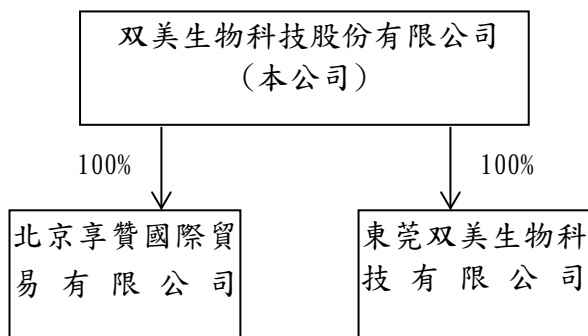 双美生物科技股份有限公司
(本公司)
100%
100%
北京享贊國際貿
易有限公司
東莞双美生物科
技有限公司